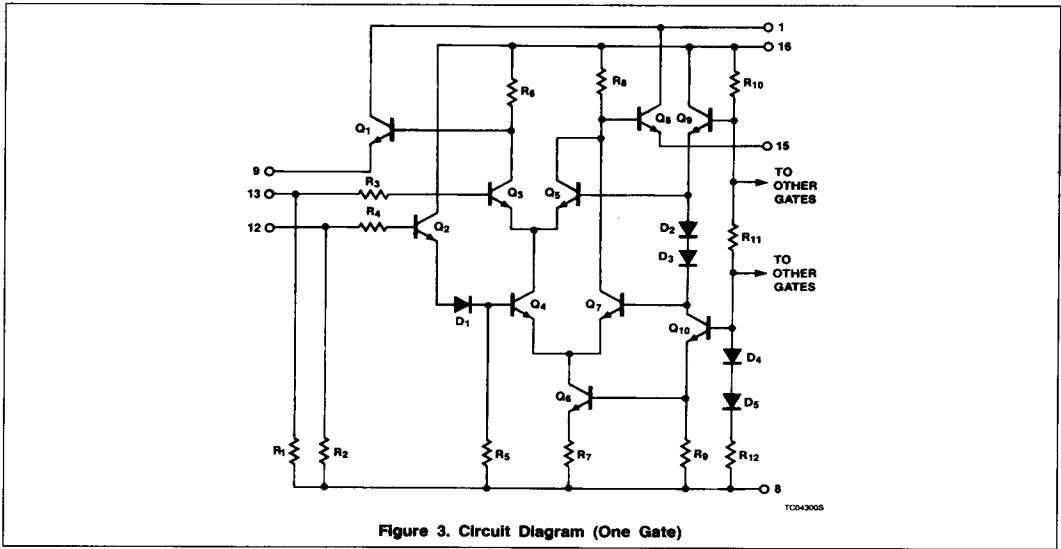 1
16
R6
R8
R10
Q1
Q8
Q9
15
9
TO
OTHER
GATES
13
R3
Q3
Q5
R4
12
Q2
D2
R11
D3
TO
OTHER
GATES
D1
Q4
Q7
Q10
D4
Q6
D5
R1
R2
R5
R7
R9
R12
8
TC04300S
Figure 3. Circuit Diagram (One Gate)